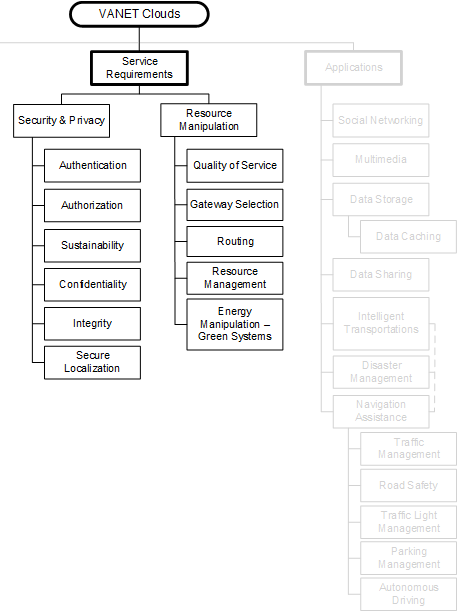 VANET Clouds
Service
Requirements
Applications
Security & Privacy
Resource
Manipulation
Authentication
Authorization
Sustainability
Confidentiality
Integrity
Secure
Localization
Quality of Service
Gateway Selection
Routing
Resource
Management
Energy
Manipulation –
Green Systems
Social Networking
Multimedia
Data Storage
Data Caching
Data Sharing
Intelligent
Transportations
Disaster
Management
Navigation
Assistance
Traffic
Management
Road Safety
Traffic Light
Management
Parking
Management
Autonomous
Driving